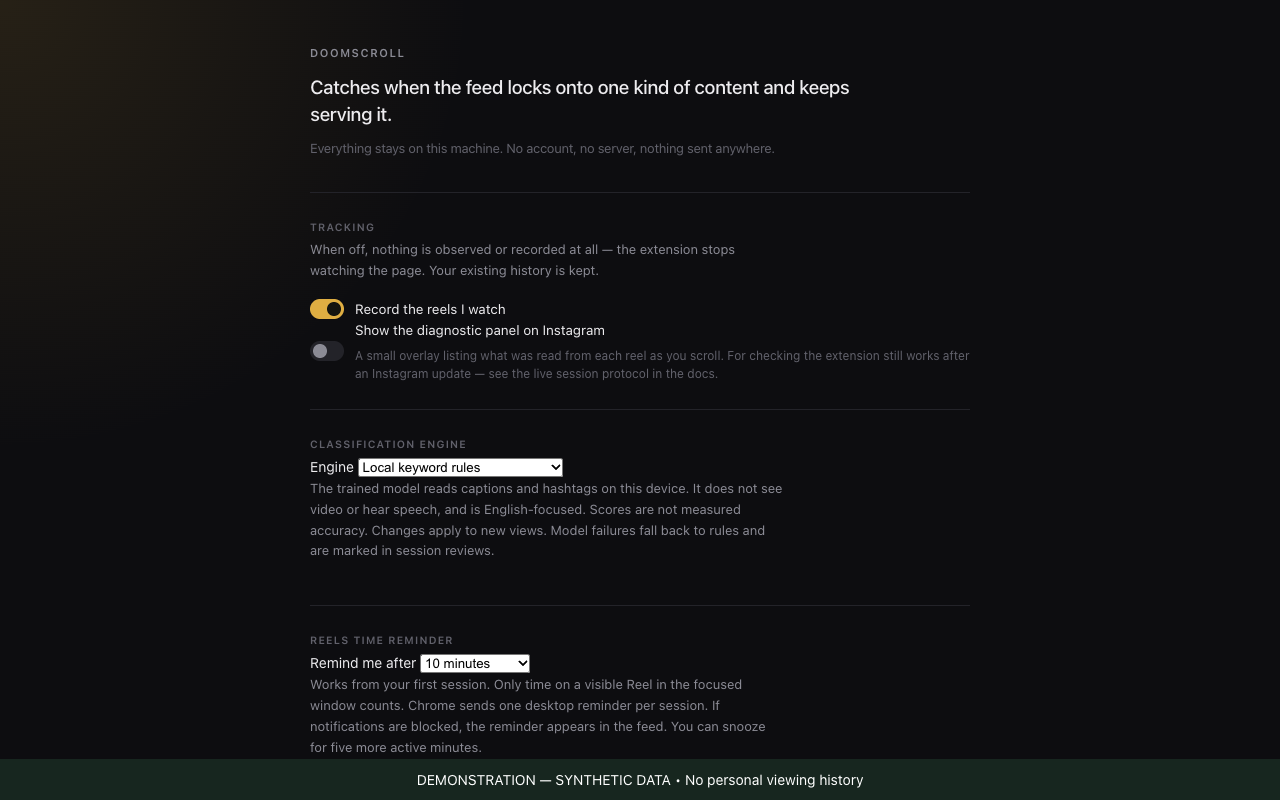 DOOMSCROLL
Catches when the feed locks onto one kind of content and keeps
serving it.
Everything stays on this machine. No account, no server, nothing sent anywhere.
TRACKING
When off, nothing is observed or recorded at all — the extension stops
watching the page. Your existing history is kept.
Record the reels I watch
Show the diagnostic panel on Instagram
A small overlay listing what was read from each reel as you scroll. For checking the extension still works after
an Instagram update — see the live session protocol in the docs.
CLASSIFICATION ENGINE
Engine Local keyword rules
The trained model reads captions and hashtags on this device. It does not see
video or hear speech, and is English-focused. Scores are not measured
accuracy. Changes apply to new views. Model failures fall back to rules and
are marked in session reviews.
REELS TIME REMINDER
Remind me after 10 minutes
Works from your first session. Only time on a visible Reel in the focused
window counts. Chrome sends one desktop reminder per session. If
notifications are blocked, the reminder appears in the feed. You can snooze
for five more active minutes.
DEMONSTRATION — SYNTHETIC DATA • No personal viewing history